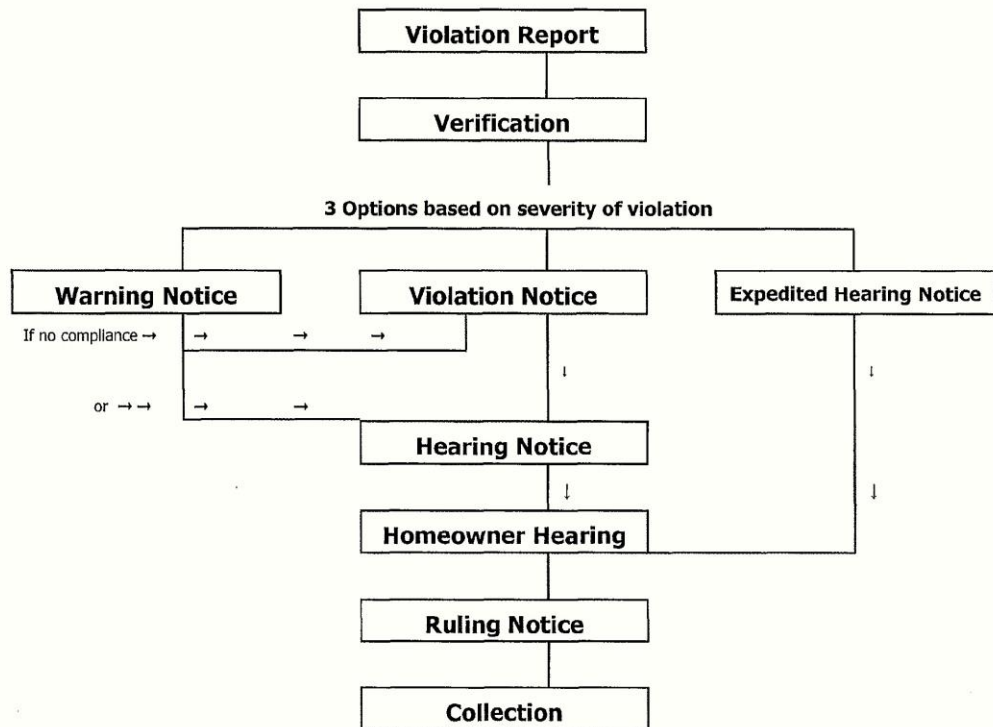 Violation Report
Verification
3 Options based on severity of violation
Warning Notice
Violation Notice
Expedited Hearing Notice
If no compliance → → → →
↓ ↓
or → → → →
Hearing Notice
↓ ↓
Homeowner Hearing
Ruling Notice
Collection